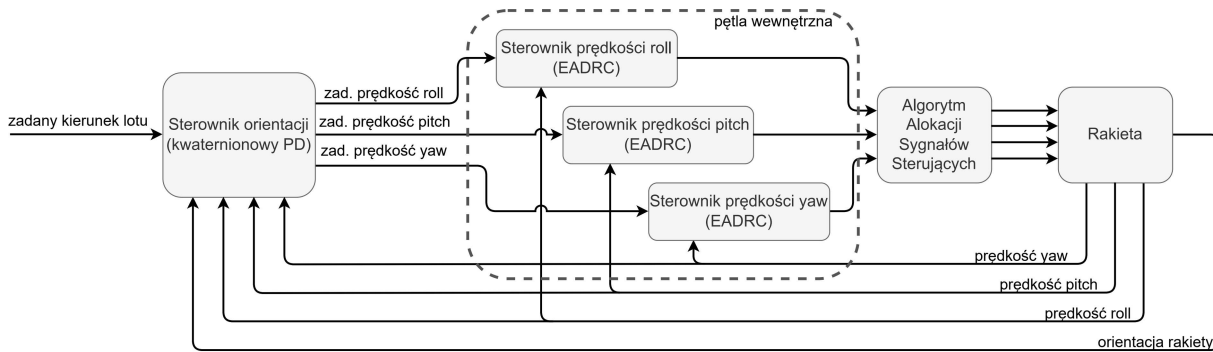 pętla wewnętrzna
Sterownik prędkości roll
(EADRC)
zad. prędkość roll
zadany kierunek lotu
Sterownik orientacji
(kwaternionowy PD)
zad. prędkość pitch
Sterownik prędkości pitch
(EADRC)
zad. prędkość yaw
Sterownik prędkości yaw
(EADRC)
Algorytm
Alokacji
Sygnałów
Sterujących
Rakieta
prędkość yaw
prędkość pitch
prędkość roll
orientacja rakiety